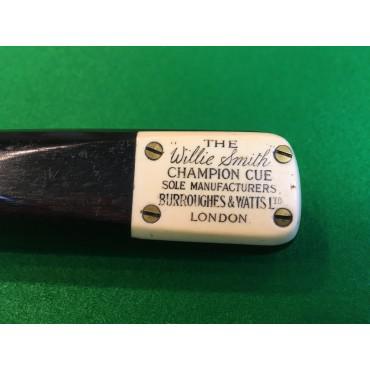 THE
"Willie Smith"
CHAMPION CUE
SOLE MANUFACTURERS
BURROUGHES & WATTS LTD
LONDON